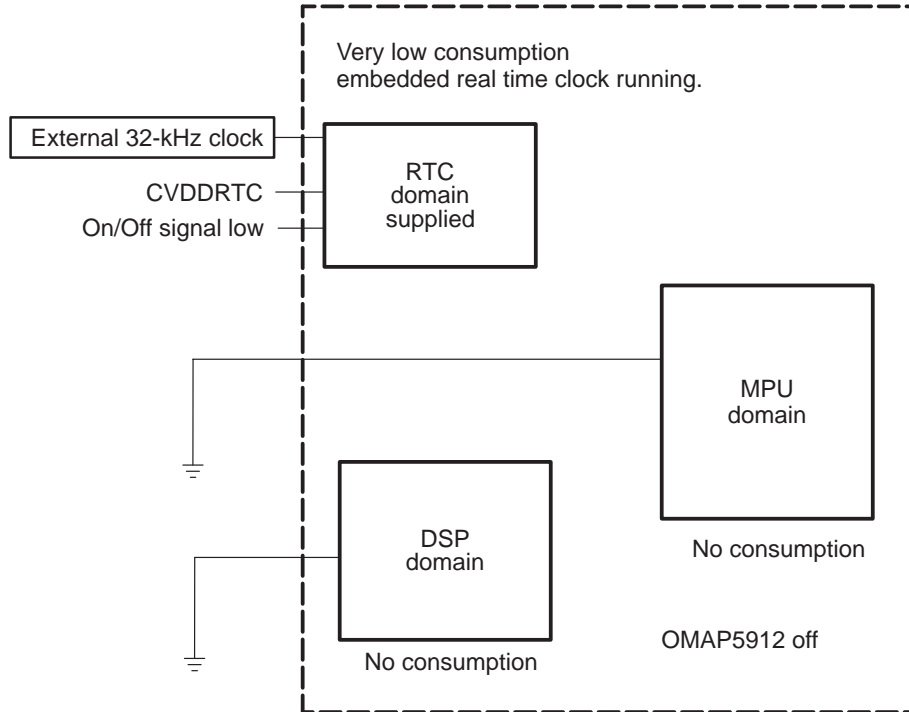 Very low consumption
embedded real time clock running.
External 32-kHz clock
CVDDRTC
On/Off signal low
RTC
domain
supplied
MPU
domain
No consumption
DSP
domain
No consumption
OMAP5912 off